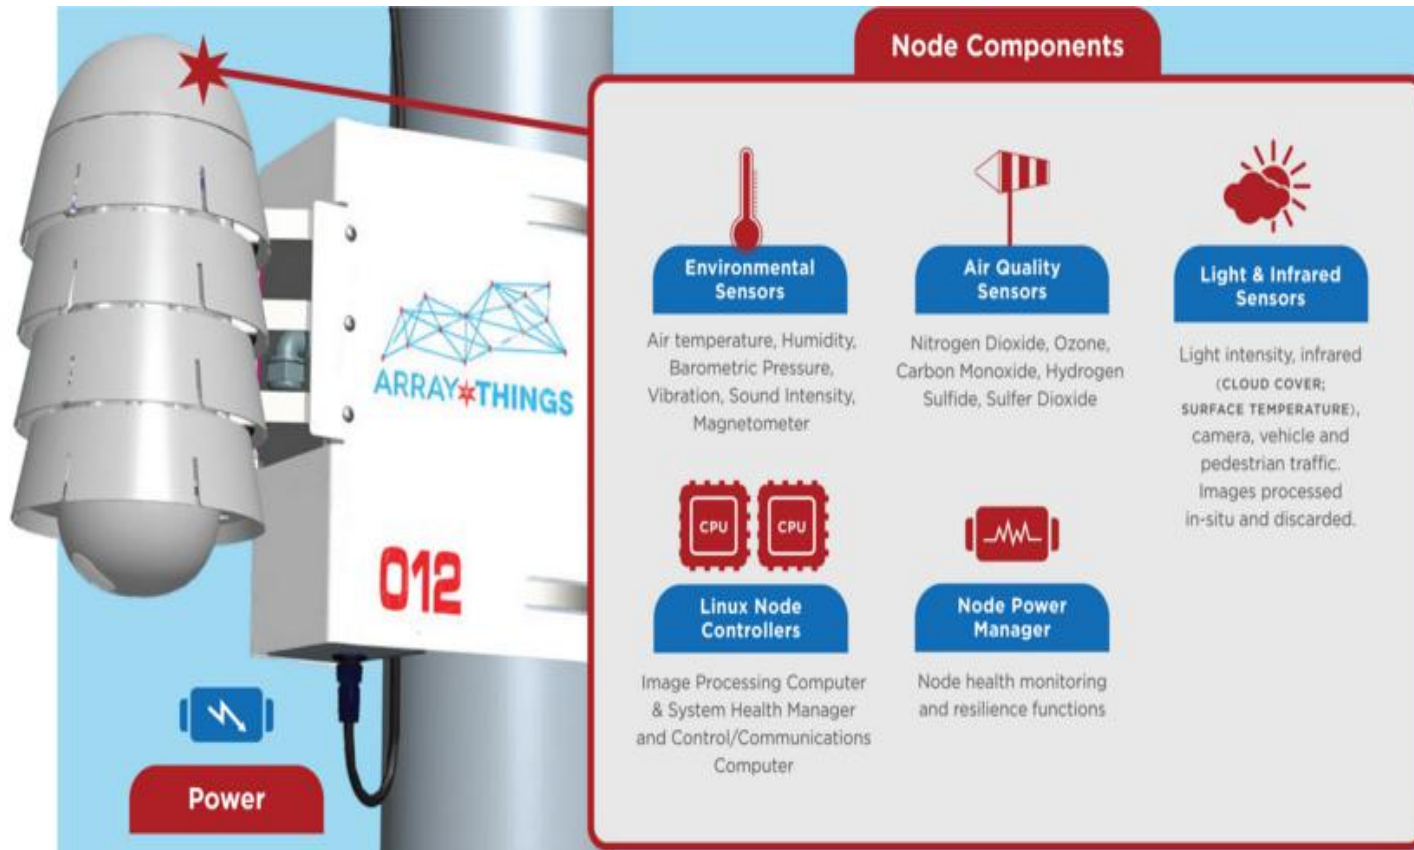 Node Components
Environmental
Sensors
Air temperature, Humidity,
Barometric Pressure,
Vibration, Sound Intensity,
Magnetometer
Air Quality
Sensors
Nitrogen Dioxide, Ozone,
Carbon Monoxide, Hydrogen
Sulfide, Sulfer Dioxide
Light & Infrared
Sensors
Light intensity, infrared
(CLOUD COVER;
SURFACE TEMPERATURE),
camera, vehicle and
pedestrian traffic.
Images processed
in-situ and discarded.
CPU
CPU
Linux Node
Controllers
Image Processing Computer
& System Health Manager
and Control/Communications
Computer
Node Power
Manager
Node health monitoring
and resilience functions
ARRAY THINGS
012
Power